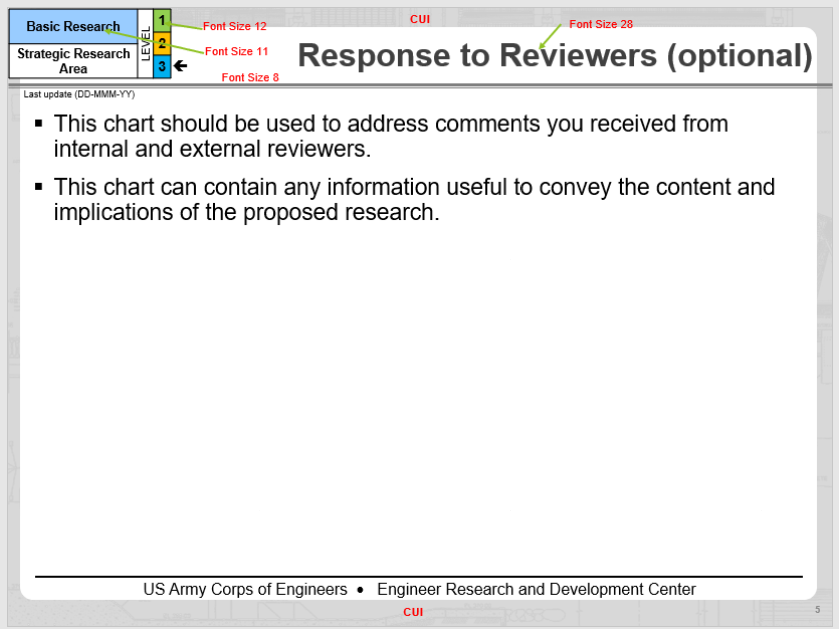 CUI
Basic Research
Strategic Research
Area
LEVEL
1
2
3
Font Size 12
Font Size 11
Font Size 8
Font Size 28
Response to Reviewers (optional)
Last update (DD-MMM-YY)
▪ This chart should be used to address comments you received from
internal and external reviewers.
▪ This chart can contain any information useful to convey the content and
implications of the proposed research.
US Army Corps of Engineers • Engineer Research and Development Center
CUI
5